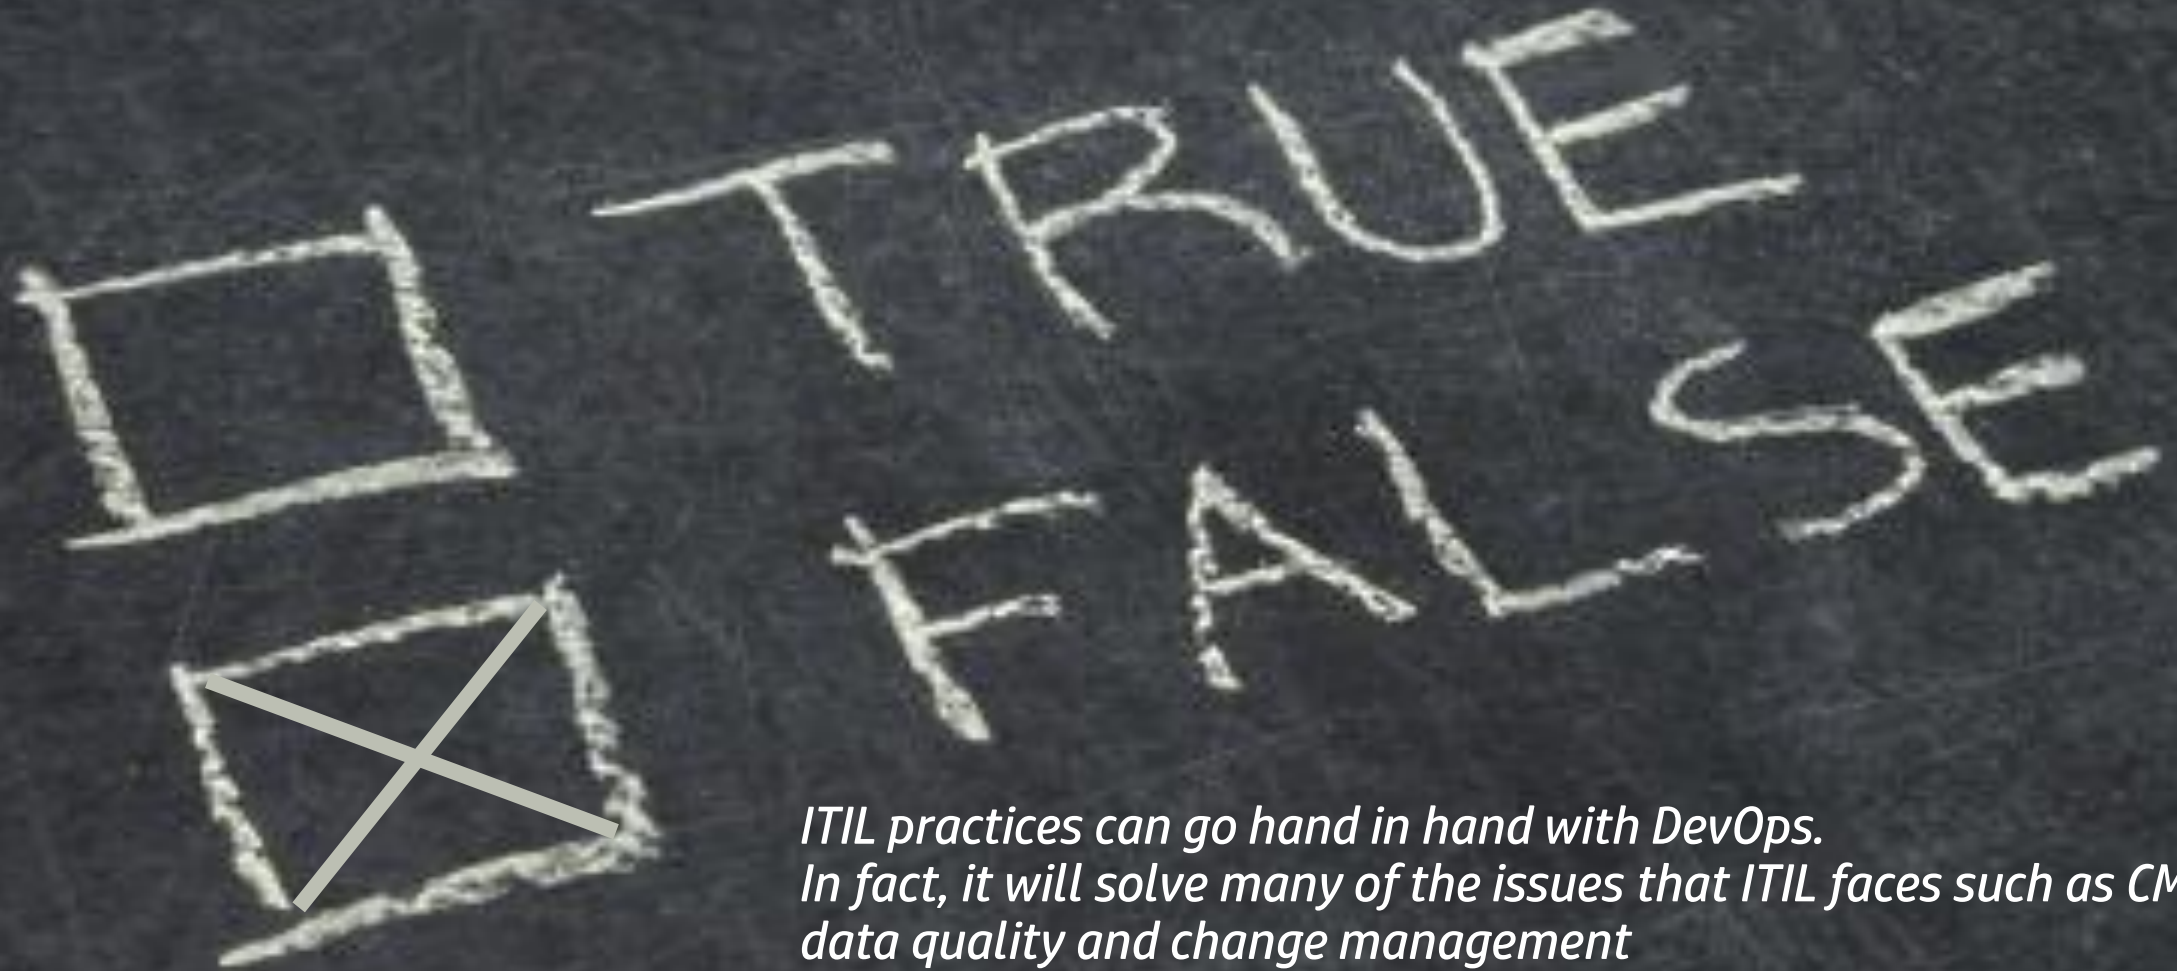 TRUE
FALSE
ITIL practices can go hand in hand with DevOps.
In fact, it will solve many of the issues that ITIL faces such as
data quality and change management